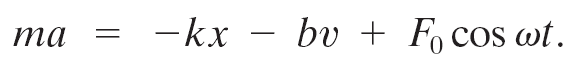 ma = −kx − bv + F₀ cos ωt.